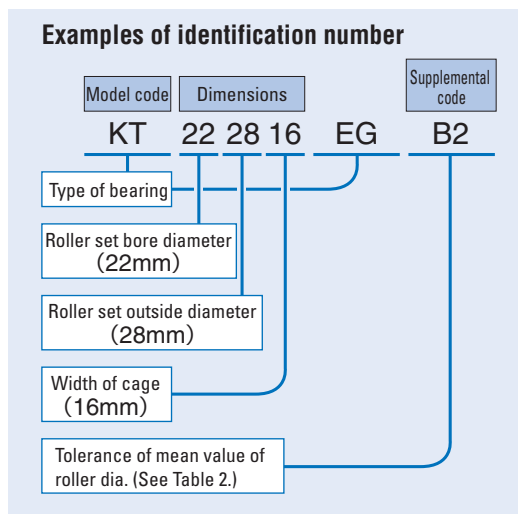 Examples of identification number
Model code Dimensions Supplemental
code
KT 22 28 16 EG B2
Type of bearing
Roller set bore diameter
（22mm）
Roller set outside diameter
（28mm）
Width of cage
（16mm）
Tolerance of mean value of
roller dia. (See Table 2.)